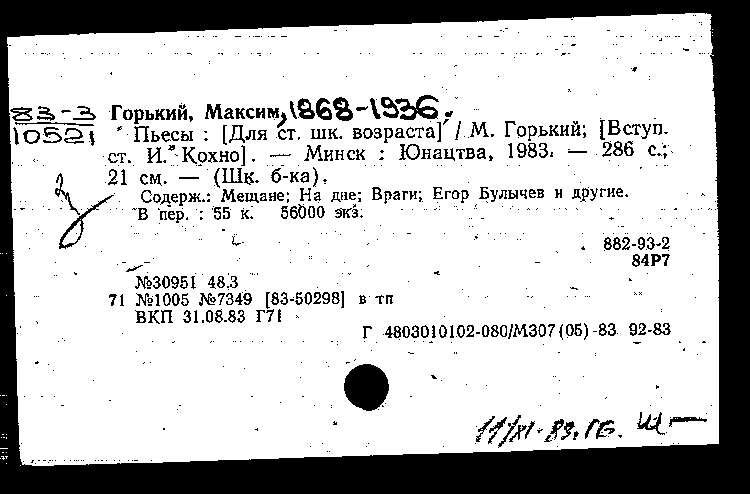 83-3
10521
Горький, Максим, 1868-1936.
Пьесы : [Для ст. шк. возраста] / М. Горький; [Вступ.
ст. И. Кохно]. — Минск : Юнацтва, 1983. — 286 с.;
21 см. — (Шк. б-ка).
Содерж.: Мещане; На дне; Враги; Егор Булычев и другие.
В пер. : 55 к. 56000 экз.
882-93-2
84Р7
№30951 48.3
71 №1005 №7349 [83-50298] в тп
ВКП 31.08.83 Г71
Г 4803010102-080/М307(05)-83 92-83
11/XI-83. ГБ.